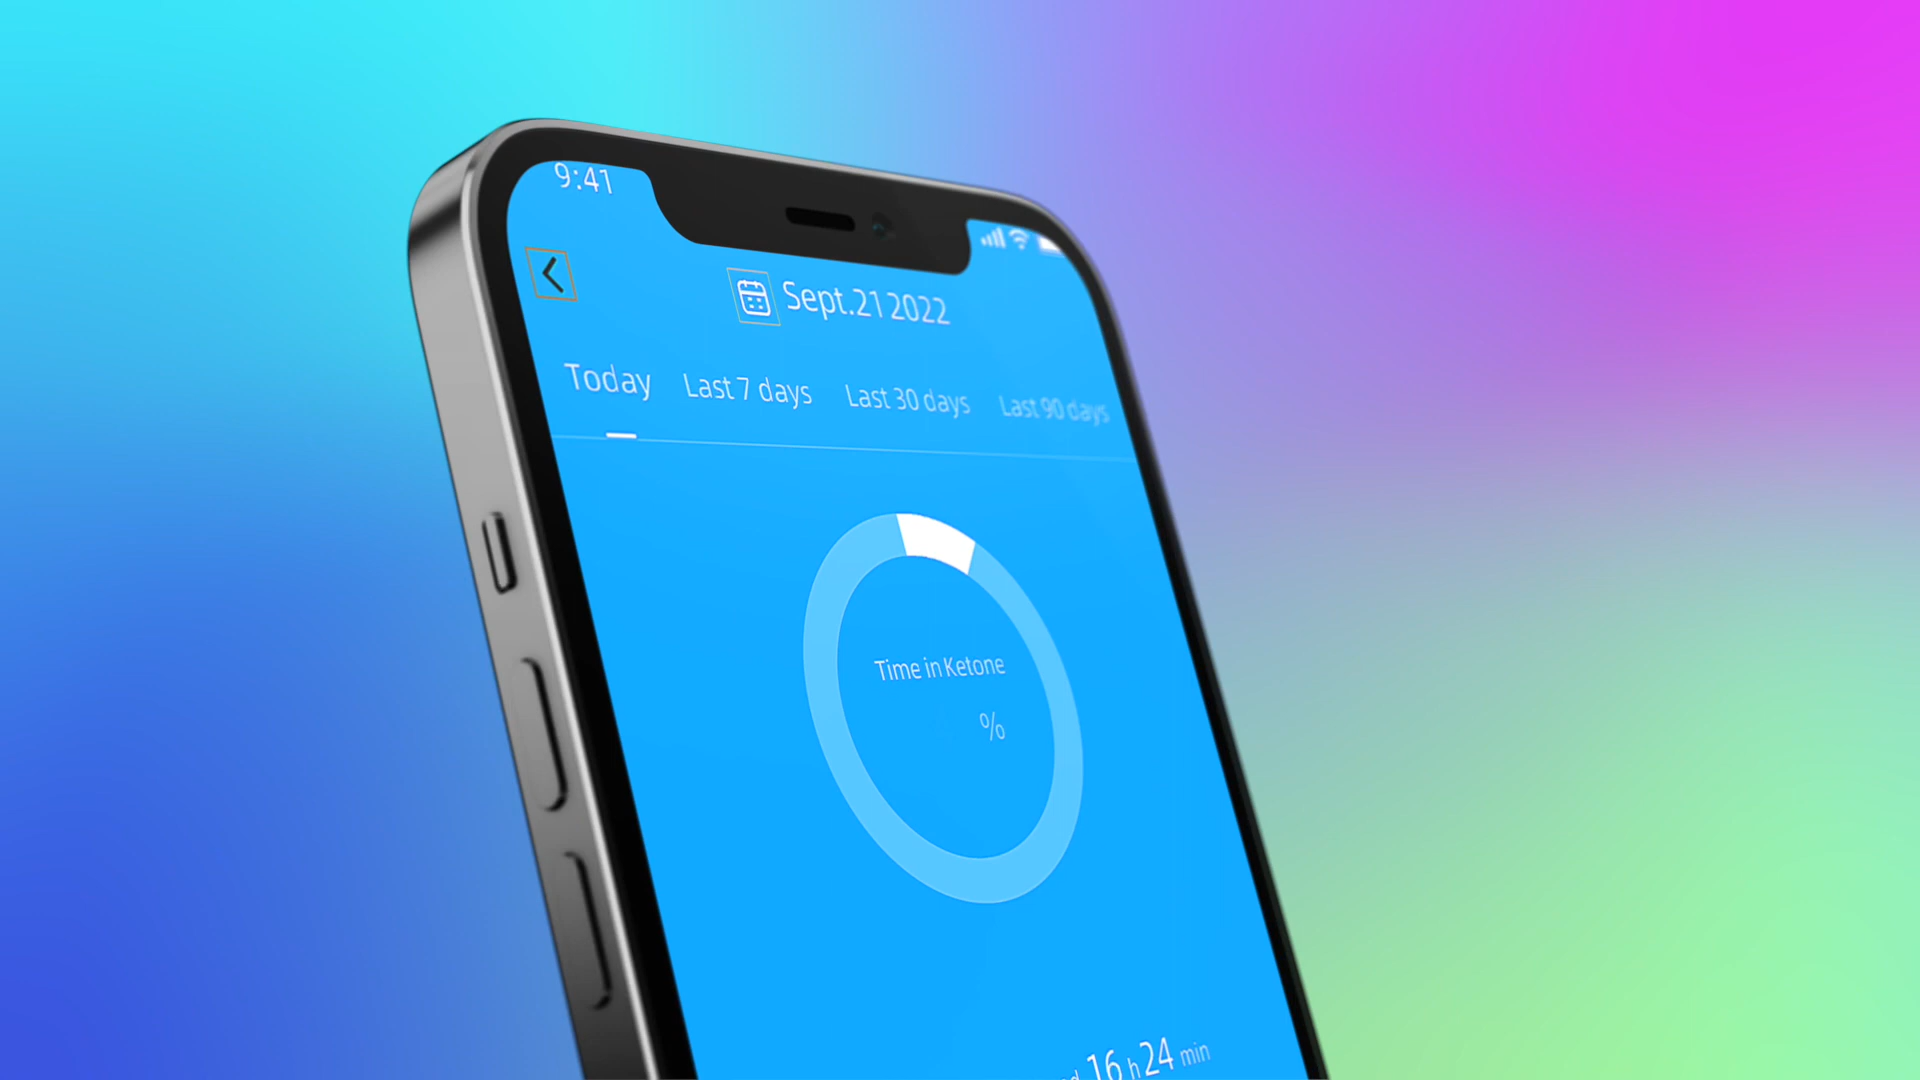 9:41
Sept.21 2022
Today Last 7 days Last 30 days Last 90 days
Time in Ketone
%
16 h 24 min